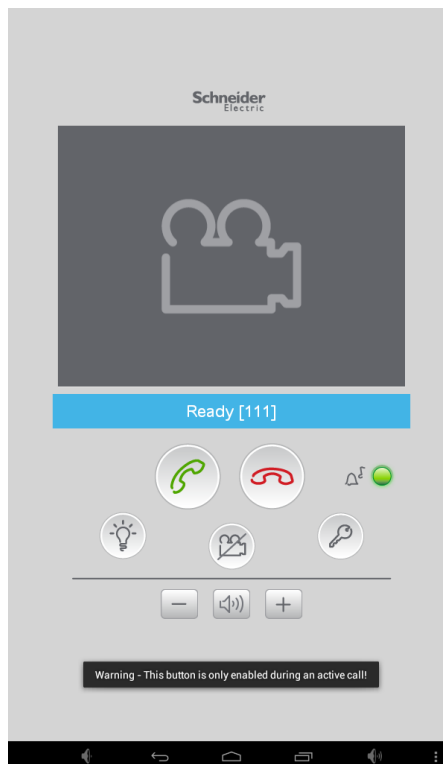 Schneider
Electric
Ready [111]
Warning - This button is only enabled during an active call!